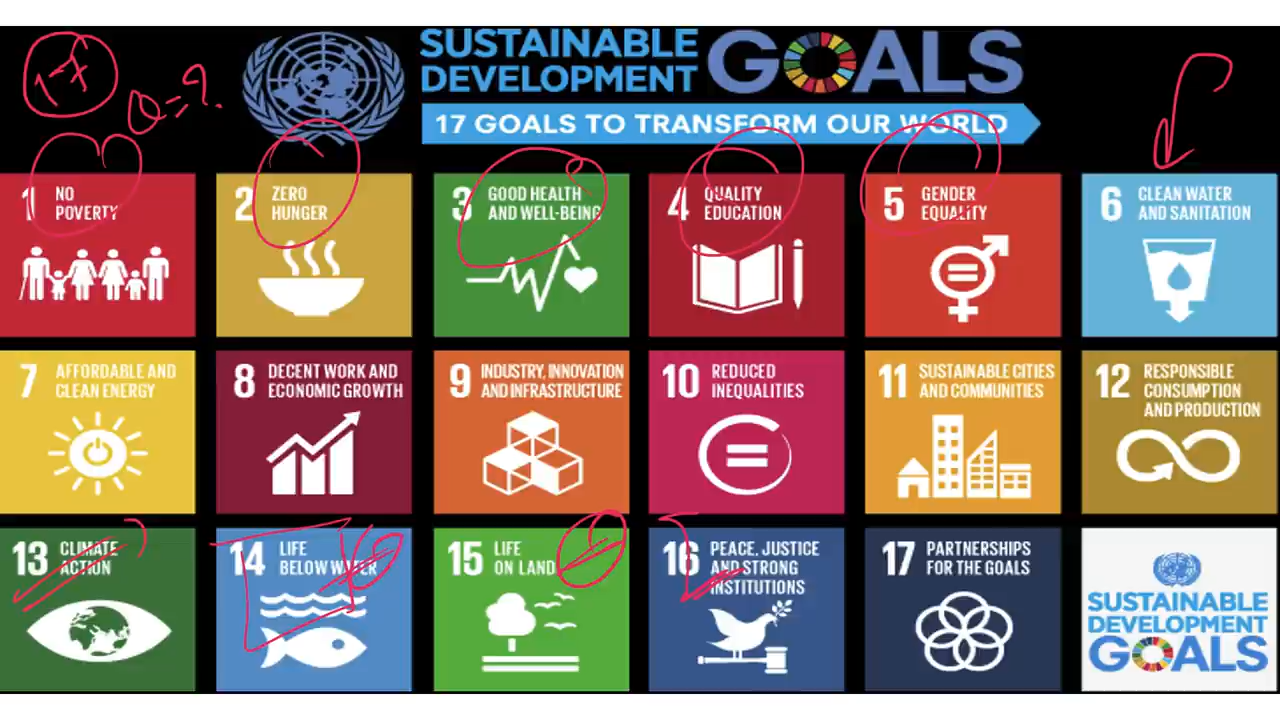 SUSTAINABLE
DEVELOPMENT
GOALS
17 GOALS TO TRANSFORM OUR WORLD
17
Q=?
1 NO
POVERTY
2 ZERO
HUNGER
3 GOOD HEALTH
AND WELL-BEING
4 QUALITY
EDUCATION
5 GENDER
EQUALITY
6 CLEAN WATER
AND SANITATION
7 AFFORDABLE AND
CLEAN ENERGY
8 DECENT WORK AND
ECONOMIC GROWTH
9 INDUSTRY, INNOVATION
AND INFRASTRUCTURE
10 REDUCED
INEQUALITIES
11 SUSTAINABLE CITIES
AND COMMUNITIES
12 RESPONSIBLE
CONSUMPTION
AND PRODUCTION
13 CLIMATE
ACTION
14 LIFE
BELOW WATER
15 LIFE
ON LAND
16 PEACE, JUSTICE
AND STRONG
INSTITUTIONS
17 PARTNERSHIPS
FOR THE GOALS
SUSTAINABLE
DEVELOPMENT
GOALS